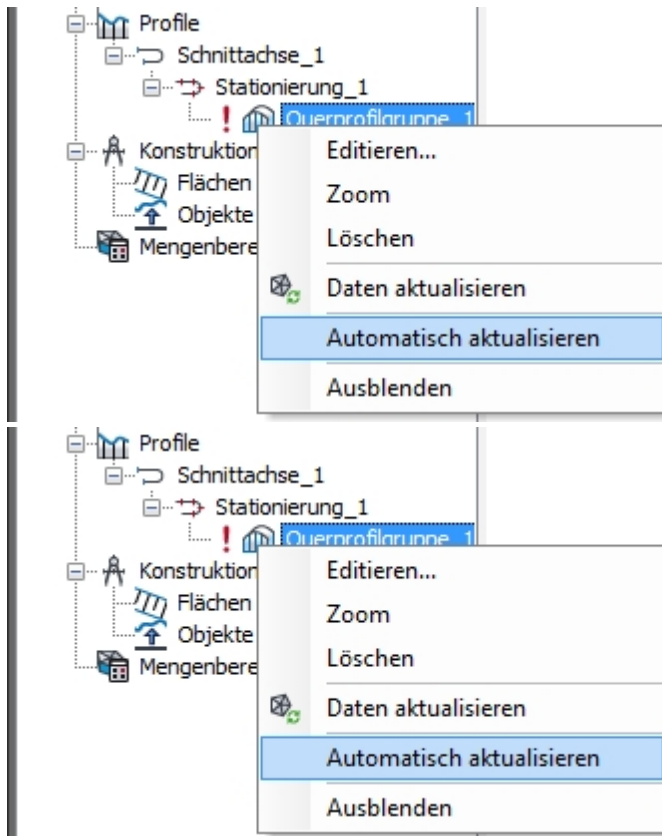 Profile
Schnittachse_1
Stationierung_1
! Querprofilgruppe_1
Konstruktion
Editieren...
Flächen
Zoom
Objekte
Löschen
Mengenbere
Daten aktualisieren
Automatisch aktualisieren
Ausblenden
Profile
Schnittachse_1
Stationierung_1
! Querprofilgruppe_1
Konstruktion
Editieren...
Flächen
Zoom
Objekte
Löschen
Mengenbere
Daten aktualisieren
Automatisch aktualisieren
Ausblenden